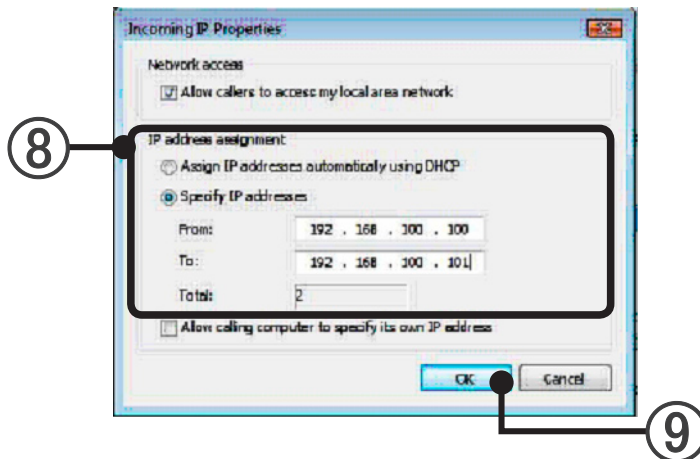 Incoming IP Properties
Network access
Allow callers to access my local area network
8
IP address assignment
Assign IP addresses automatically using DHCP
Specify IP addresses
From: 192 . 168 . 100 . 100
To: 192 . 168 . 100 . 101
Total: 2
Allow calling computer to specify its own IP address
OK Cancel
9